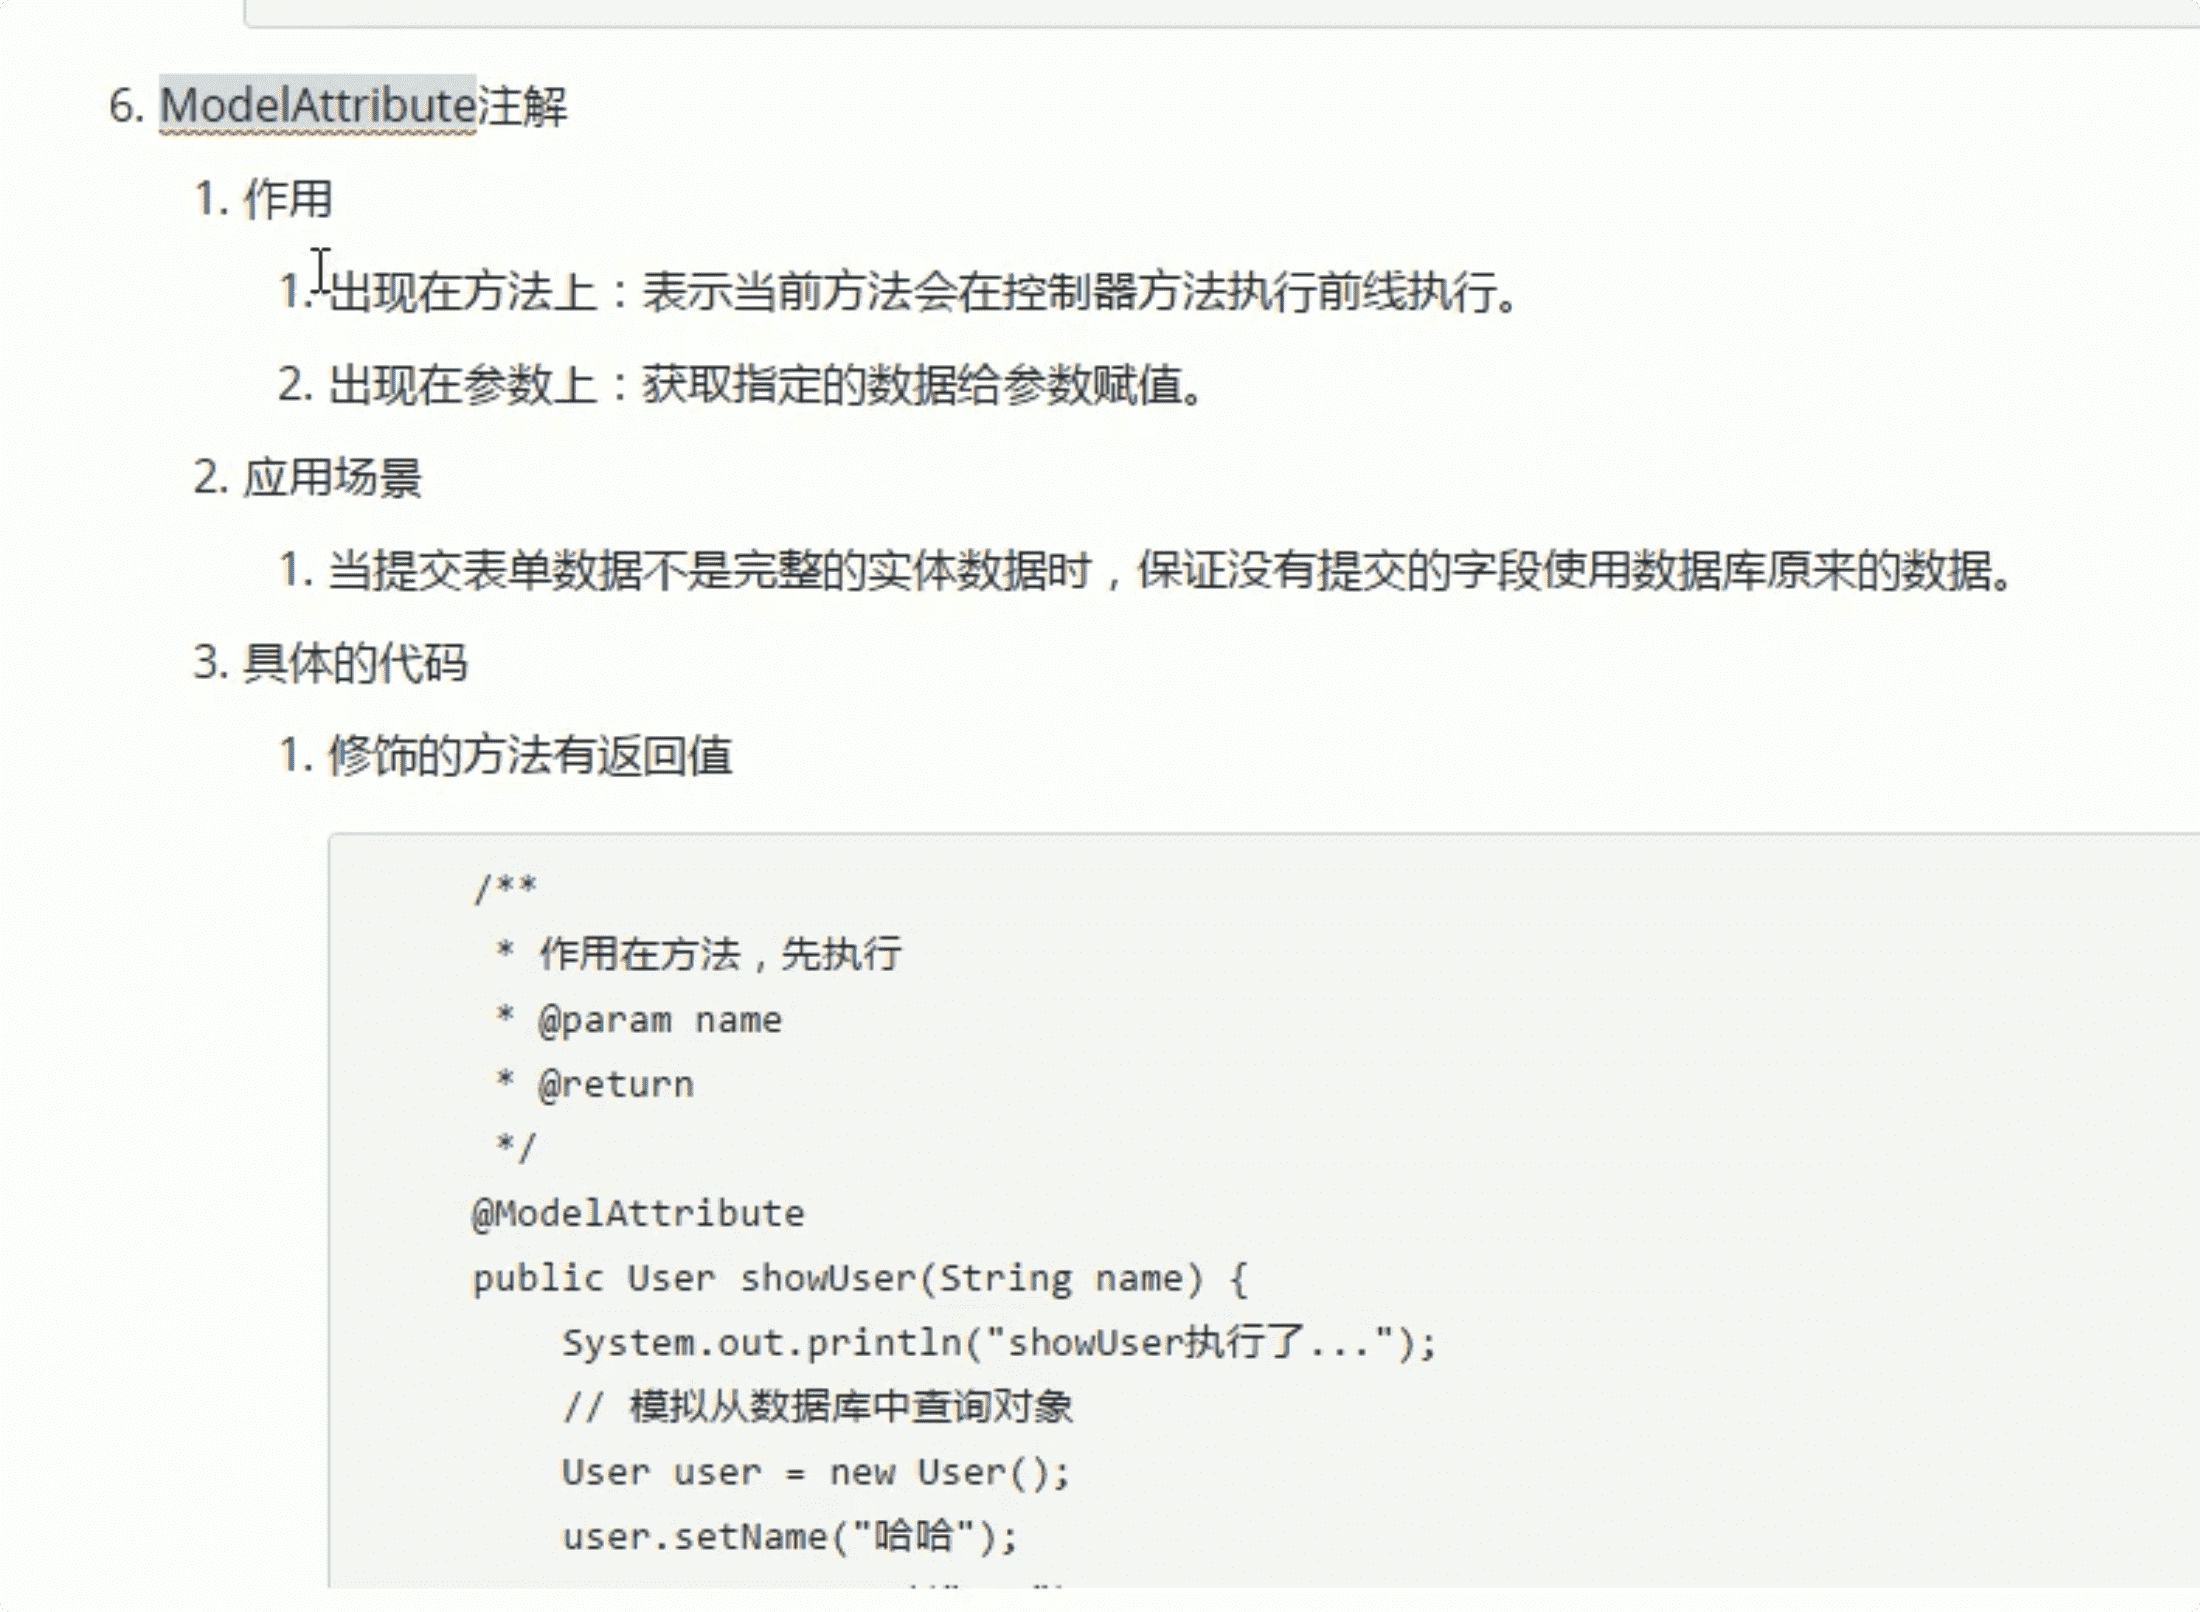 6. ModelAttribute注解
1. 作用
1. 出现在方法上：表示当前方法会在控制器方法执行前线执行。
2. 出现在参数上：获取指定的数据给参数赋值。
2. 应用场景
1. 当提交表单数据不是完整的实体数据时，保证没有提交的字段使用数据库原来的数据。
3. 具体的代码
1. 修饰的方法有返回值
/**
* 作用在方法，先执行
* @param name
* @return
*/
@ModelAttribute
public User showUser(String name) {
System.out.println("showUser执行了...");
// 模拟从数据库中查询对象
User user = new User();
user.setName("哈哈");